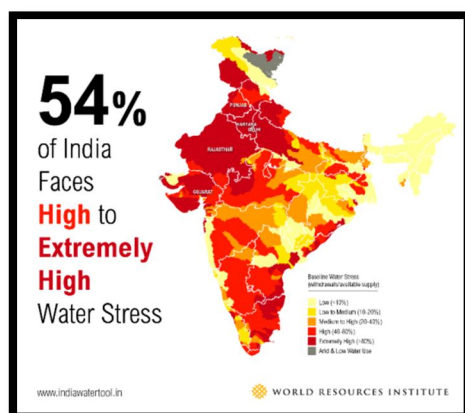 54%
of India
Faces
High to
Extremely
High
Water Stress
PUNJAB
HARYANA
DELHI
RAJASTHAN
GUJARAT
Baseline Water Stress
(withdrawals/available supply)
Low (<10%)
Low to Medium (10-20%)
Medium to High (20-40%)
High (40-80%)
Extremely High (>80%)
Arid & Low Water Use
www.indiawatertool.in
WORLD RESOURCES INSTITUTE